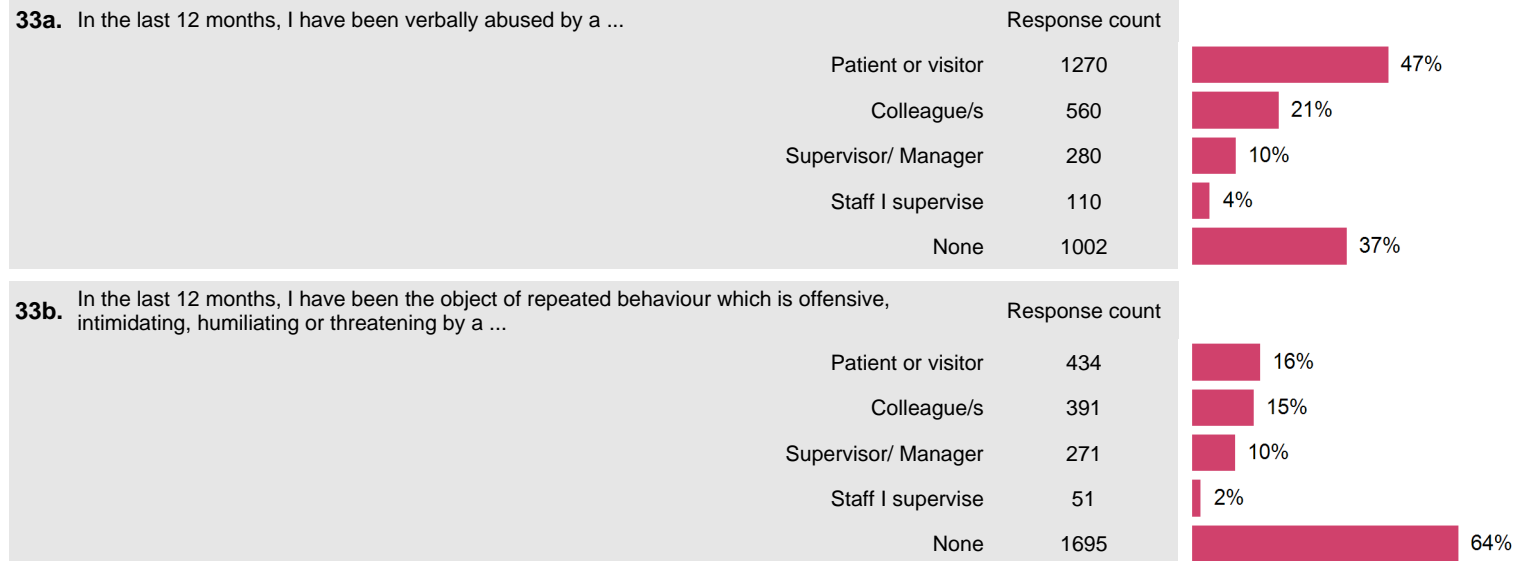 33a. In the last 12 months, I have been verbally abused by a ... Response count
Patient or visitor 1270 47%
Colleague/s 560 21%
Supervisor/ Manager 280 10%
Staff I supervise 110 4%
None 1002 37%
33b. In the last 12 months, I have been the object of repeated behaviour which is offensive,
intimidating, humiliating or threatening by a ... Response count
Patient or visitor 434 16%
Colleague/s 391 15%
Supervisor/ Manager 271 10%
Staff I supervise 51 2%
None 1695 64%